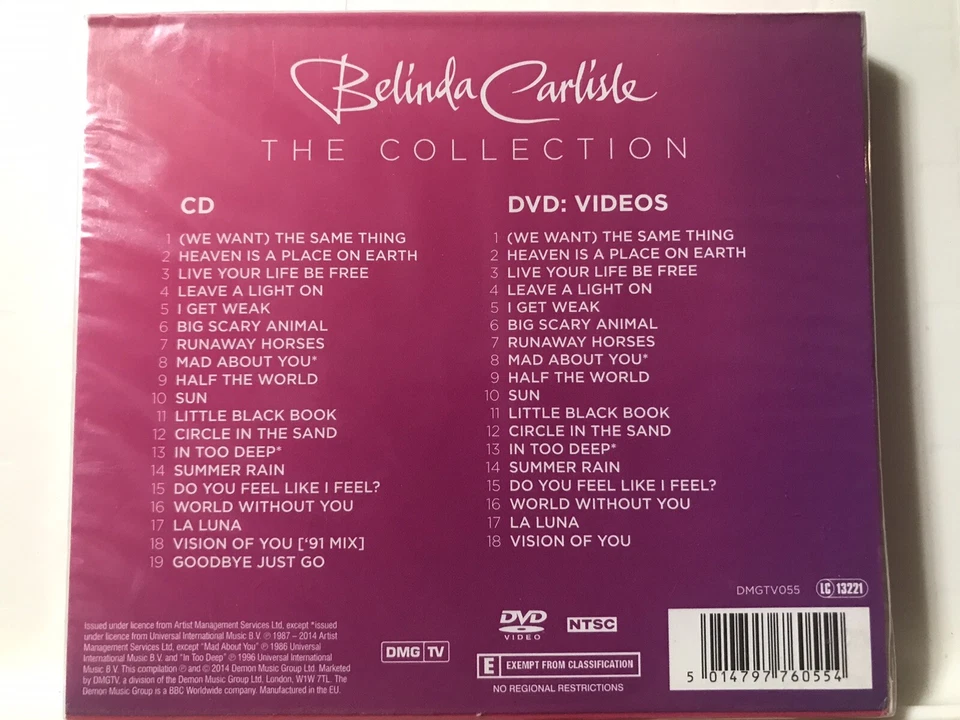 Belinda Carlisle
THE COLLECTION
CD
1 (WE WANT) THE SAME THING
2 HEAVEN IS A PLACE ON EARTH
3 LIVE YOUR LIFE BE FREE
4 LEAVE A LIGHT ON
5 I GET WEAK
6 BIG SCARY ANIMAL
7 RUNAWAY HORSES
8 MAD ABOUT YOU*
9 HALF THE WORLD
10 SUN
11 LITTLE BLACK BOOK
12 CIRCLE IN THE SAND
13 IN TOO DEEP*
14 SUMMER RAIN
15 DO YOU FEEL LIKE I FEEL?
16 WORLD WITHOUT YOU
17 LA LUNA
18 VISION OF YOU ['91 MIX]
19 GOODBYE JUST GO
DVD: VIDEOS
1 (WE WANT) THE SAME THING
2 HEAVEN IS A PLACE ON EARTH
3 LIVE YOUR LIFE BE FREE
4 LEAVE A LIGHT ON
5 I GET WEAK
6 BIG SCARY ANIMAL
7 RUNAWAY HORSES
8 MAD ABOUT YOU*
9 HALF THE WORLD
10 SUN
11 LITTLE BLACK BOOK
12 CIRCLE IN THE SAND
13 IN TOO DEEP*
14 SUMMER RAIN
15 DO YOU FEEL LIKE I FEEL?
16 WORLD WITHOUT YOU
17 LA LUNA
18 VISION OF YOU
DMGTV055 LC 13221
Issued under licence from Artist Management Services Ltd, except *issued
under licence from Universal International Music B.V. ℗ 1987 – 2014 Artist
Management Services Ltd, except "Mad About You" ℗ 1986 Universal
International Music B.V. and "In Too Deep" ℗ 1996 Universal International
Music B.V. This compilation ℗ and © 2014 Demon Music Group Ltd. Marketed
by DMGTV, a division of the Demon Music Group Ltd, London, W1W 7TL. The
Demon Music Group is a BBC Worldwide company. Manufactured in the EU.
DMG TV
DVD
VIDEO
NTSC
E EXEMPT FROM CLASSIFICATION
NO REGIONAL RESTRICTIONS
5 014797 760554